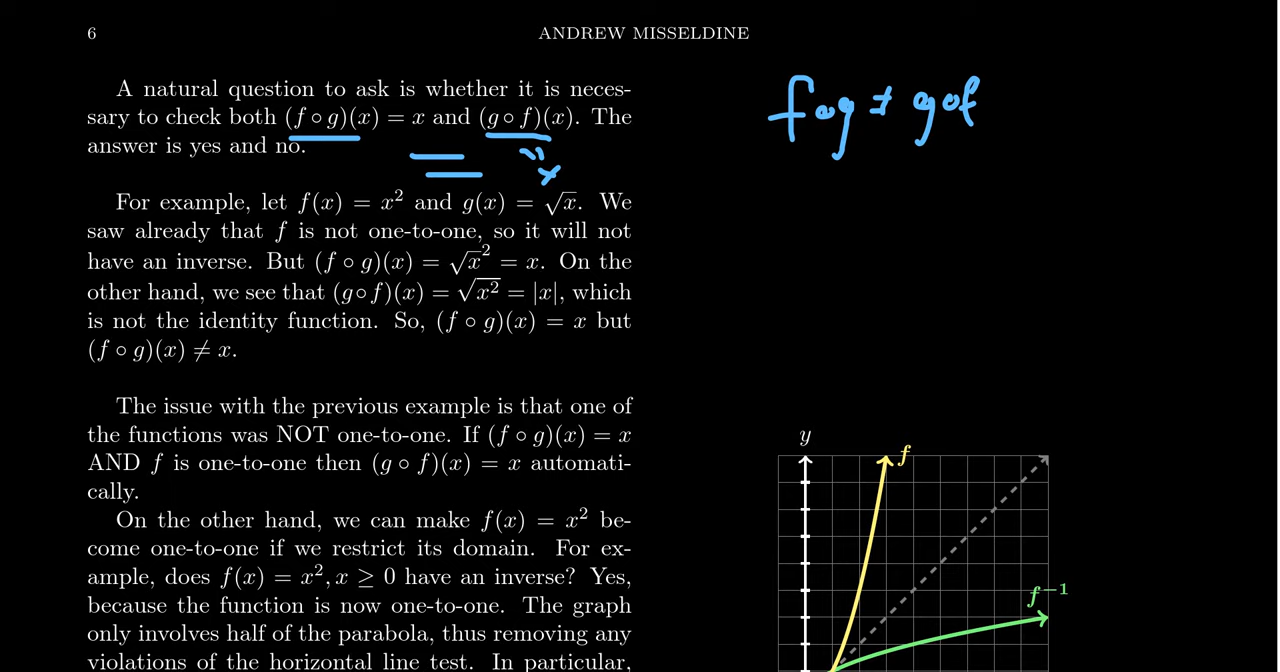 6
ANDREW MISSELDINE
A natural question to ask is whether it is neces-
sary to check both (f ∘ g)(x) = x and (g ∘ f)(x). The
answer is yes and no.
For example, let f(x) = x² and g(x) = √x. We
saw already that f is not one-to-one, so it will not
have an inverse. But (f ∘ g)(x) = √x² = x. On the
other hand, we see that (g∘f)(x) = √(x²) = |x|, which
is not the identity function. So, (f ∘ g)(x) = x but
(f ∘ g)(x) ≠ x.
The issue with the previous example is that one of
the functions was NOT one-to-one. If (f ∘ g)(x) = x
AND f is one-to-one then (g ∘ f)(x) = x automati-
cally.
On the other hand, we can make f(x) = x² be-
come one-to-one if we restrict its domain. For ex-
ample, does f(x) = x², x ≥ 0 have an inverse? Yes,
because the function is now one-to-one. The graph
only involves half of the parabola, thus removing any
violations of the horizontal line test. In particular,
f∘g ≠ g∘f
= x
y
f
f⁻¹